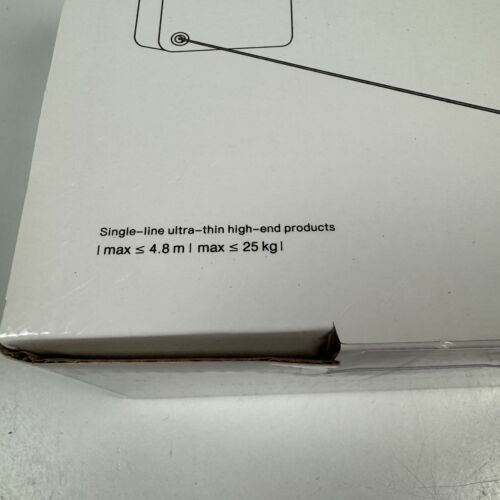 Single-line ultra-thin high-end products
| max ≤ 4.8 m | max ≤ 25 kg |